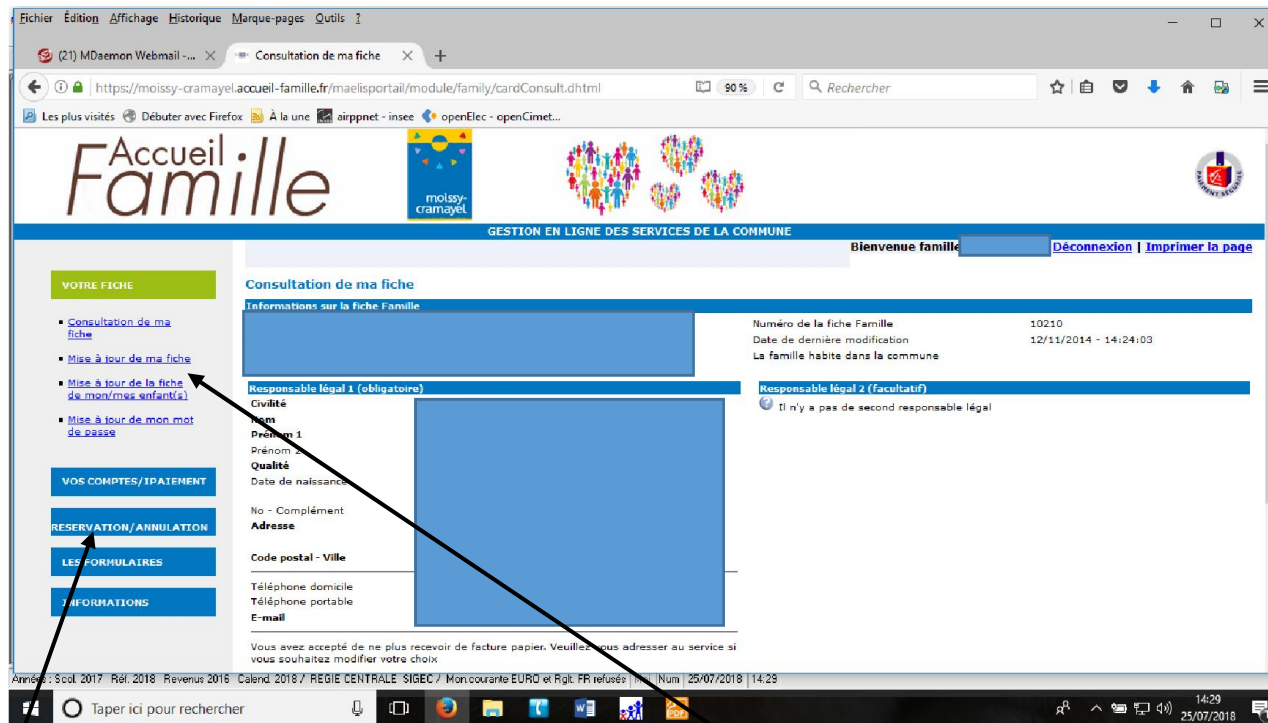 Fichier Édition Affichage Historique Marque-pages Outils ?
(21) MDaemon Webmail -... × Consultation de ma fiche × +
https://moissy-cramayel.accueil-famille.fr/maelisportail/module/family/cardConsult.dhtml 90 % Rechercher
Les plus visités Débuter avec Firefox À la une airppnet - insee openElec - openCimet...
Accueil
Famille
moissy-
cramayel
PAIEMENT SÉCURISÉ
GESTION EN LIGNE DES SERVICES DE LA COMMUNE
Bienvenue famille Déconnexion | Imprimer la page
VOTRE FICHE
Consultation de ma
fiche
Mise à jour de ma fiche
Mise à jour de la fiche
de mon/mes enfant(s)
Mise à jour de mon mot
de passe
VOS COMPTES/IPAIEMENT
RESERVATION/ANNULATION
LES FORMULAIRES
INFORMATIONS
Consultation de ma fiche
Informations sur la fiche Famille
Numéro de la fiche Famille 10210
Date de dernière modification 12/11/2014 - 14:24:03
La famille habite dans la commune
Responsable légal 1 (obligatoire)
Civilité
Nom
Prénom 1
Prénom 2
Qualité
Date de naissance
No - Complément
Adresse
Code postal - Ville
Téléphone domicile
Téléphone portable
E-mail
Vous avez accepté de ne plus recevoir de facture papier. Veuillez vous adresser au service si
vous souhaitez modifier votre choix
Responsable légal 2 (facultatif)
Il n'y a pas de second responsable légal
Années : Scol. 2017 Réf. 2018 Revenus 2016 Calend. 2018 / REGIE CENTRALE SIGEC / Mon.courante EURO et Rglt. FR refusés Num 25/07/2018 14:29
Taper ici pour rechercher
14:29
25/07/2018